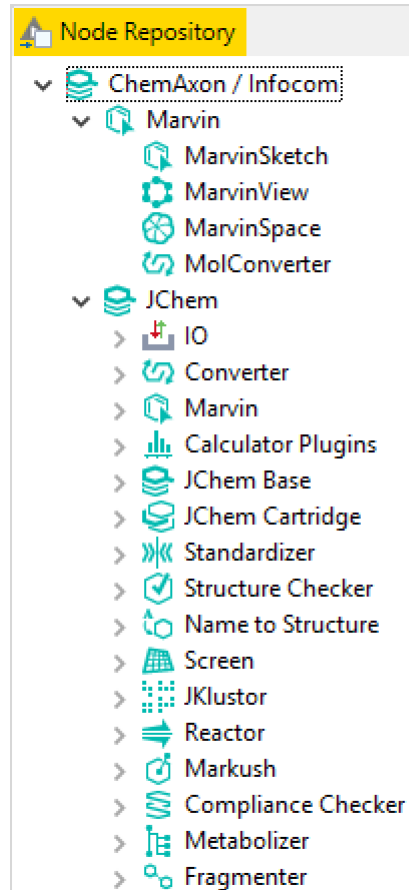 Node Repository
ChemAxon / Infocom
Marvin
MarvinSketch
MarvinView
MarvinSpace
MolConverter
JChem
IO
Converter
Marvin
Calculator Plugins
JChem Base
JChem Cartridge
Standardizer
Structure Checker
Name to Structure
Screen
JKlustor
Reactor
Markush
Compliance Checker
Metabolizer
Fragmenter